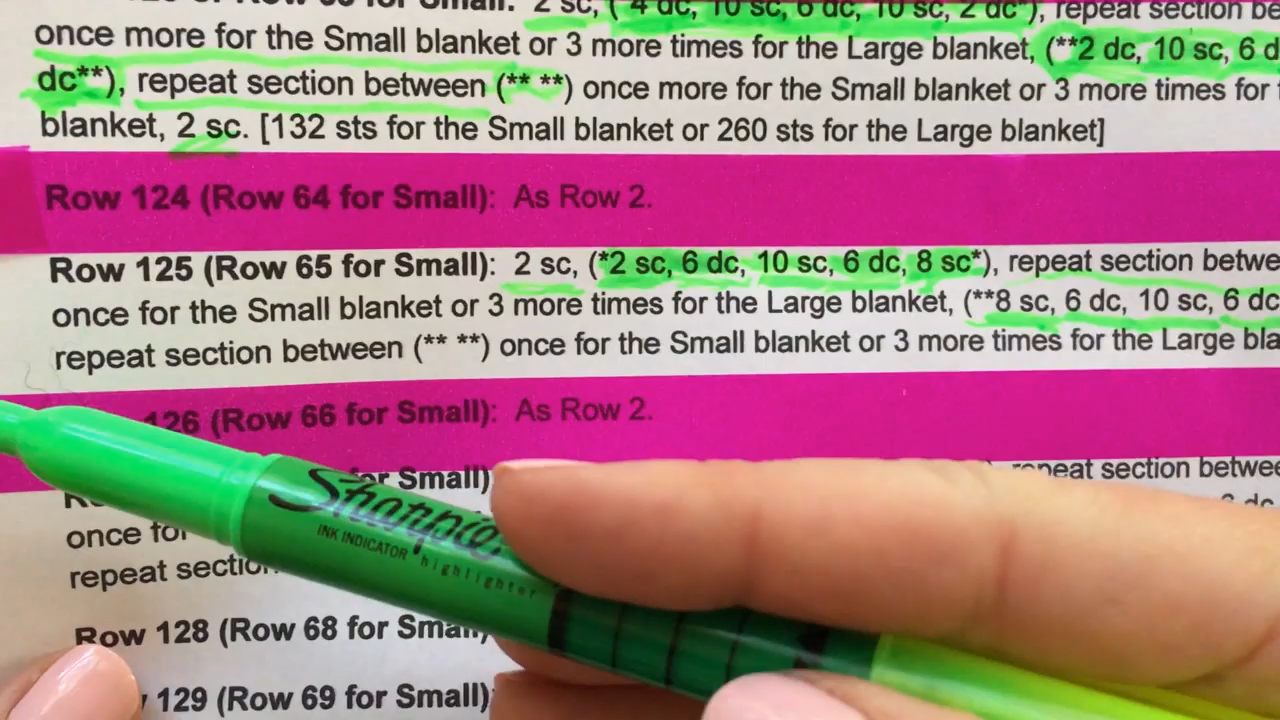 2 sc, (*4 dc, 10 sc, 6 dc, 10 sc, 2 dc*), repeat section be
once more for the Small blanket or 3 more times for the Large blanket, (**2 dc, 10 sc, 6 d
dc**), repeat section between (** **) once more for the Small blanket or 3 more times for
blanket, 2 sc. [132 sts for the Small blanket or 260 sts for the Large blanket]
Row 124 (Row 64 for Small): As Row 2.
Row 125 (Row 65 for Small): 2 sc, (*2 sc, 6 dc, 10 sc, 6 dc, 8 sc*), repeat section betwe
once for the Small blanket or 3 more times for the Large blanket, (**8 sc, 6 dc, 10 sc, 6 dc
repeat section between (** **) once for the Small blanket or 3 more times for the Large bla
126 (Row 66 for Small): As Row 2.
for Small) repeat section betwee
once for
repeat sectio
Row 128 (Row 68 for Small)
129 (Row 69 for Small)
Sharpie
INK INDICATOR highlighter